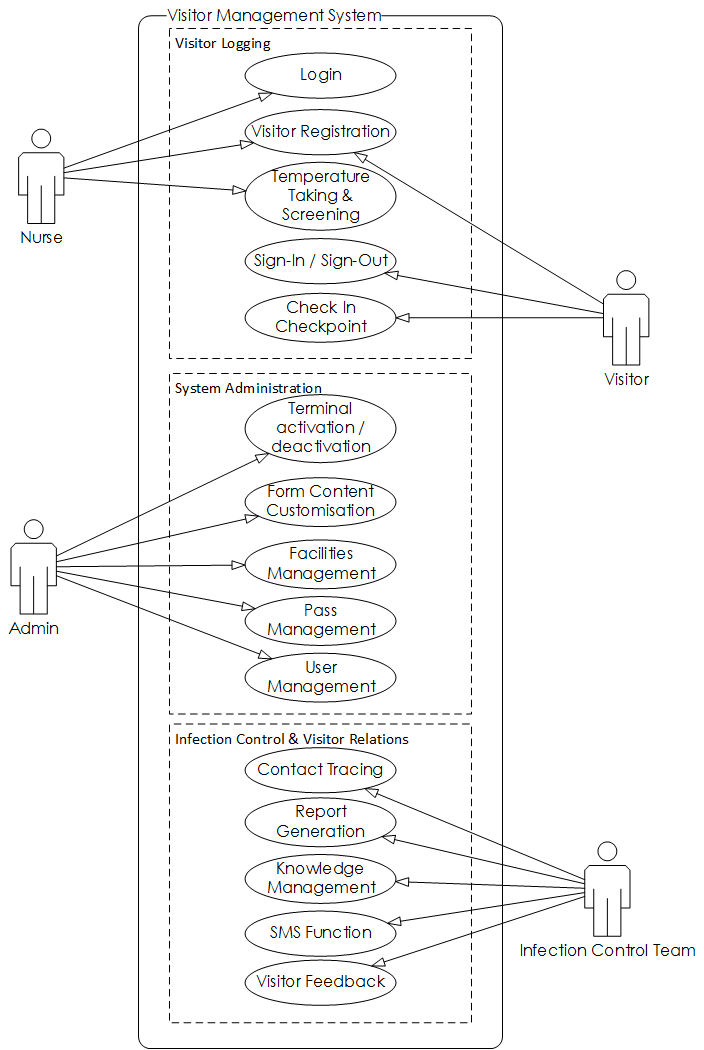 Visitor Management System
Visitor Logging
Login
Visitor Registration
Temperature
Taking &
Screening
Nurse
Sign-In / Sign-Out
Check In
Checkpoint
Visitor
System Administration
Terminal
activation /
deactivation
Form Content
Customisation
Facilities
Management
Admin
Pass
Management
User
Management
Infection Control & Visitor Relations
Contact Tracing
Report
Generation
Knowledge
Management
SMS Function
Infection Control Team
Visitor Feedback